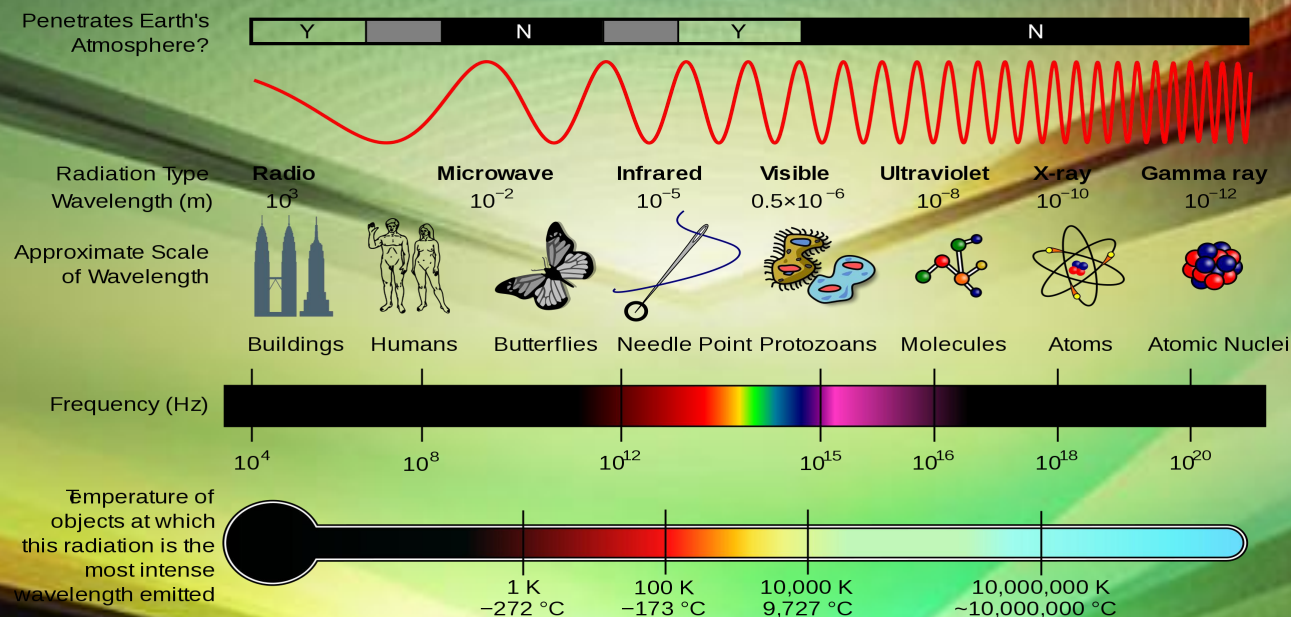 Penetrates Earth's
Atmosphere?
Y N Y N
Radiation Type Radio Microwave Infrared Visible Ultraviolet X-ray Gamma ray
Wavelength (m) 10³ 10⁻² 10⁻⁵ 0.5×10⁻⁶ 10⁻⁸ 10⁻¹⁰ 10⁻¹²
Approximate Scale
of Wavelength
Buildings Humans Butterflies Needle Point Protozoans Molecules Atoms Atomic Nuclei
Frequency (Hz)
10⁴ 10⁸ 10¹² 10¹⁵ 10¹⁶ 10¹⁸ 10²⁰
Temperature of
objects at which
this radiation is the
most intense
wavelength emitted
1 K 100 K 10,000 K 10,000,000 K
−272 °C −173 °C 9,727 °C ~10,000,000 °C